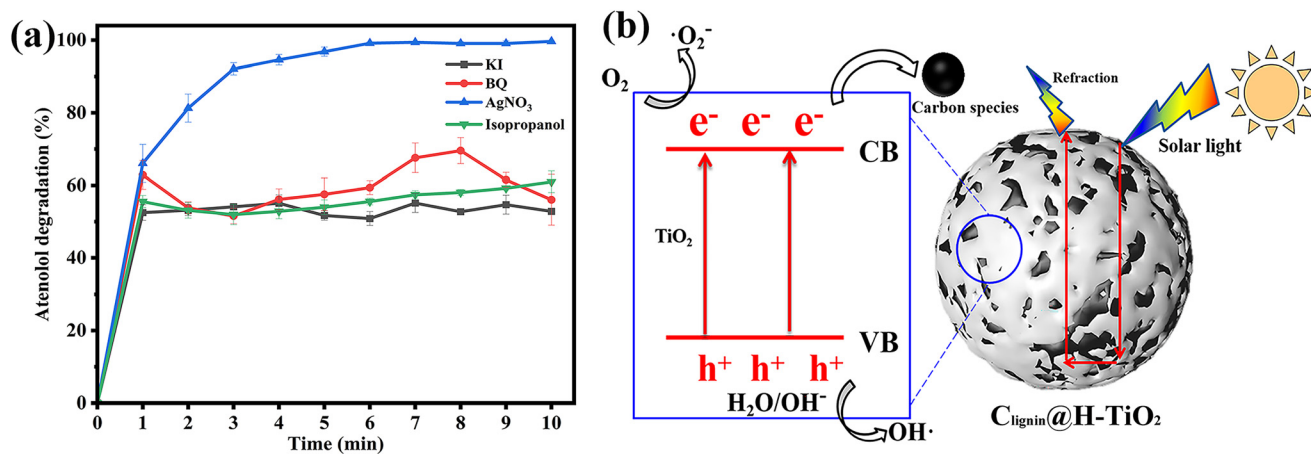 (a)
Atenolol degradation (%)
100
80
60
40
20
0
KI
BQ
AgNO₃
Isopropanol
0 1 2 3 4 5 6 7 8 9 10
Time (min)
(b)
·O₂⁻
O₂
e⁻ e⁻ e⁻
CB
TiO₂
VB
h⁺ h⁺ h⁺
H₂O/OH⁻
OH·
Carbon species
Refraction
Solar light
Clignin@H-TiO₂